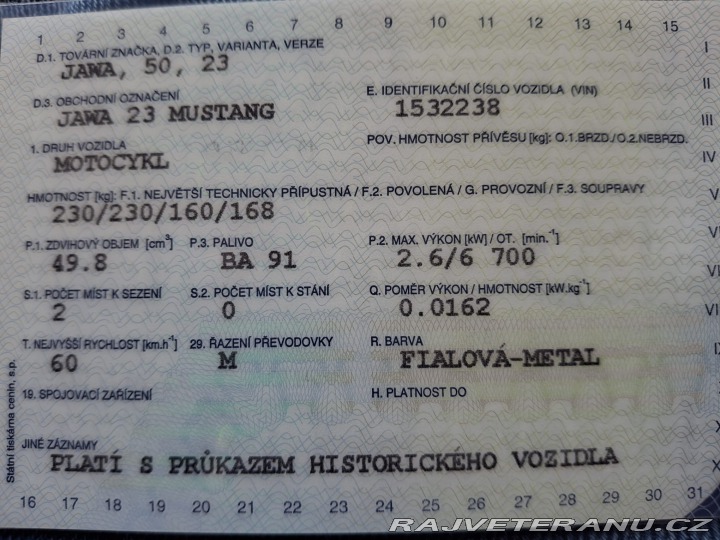 1 2 3 4 5 6 7 8 9 10 11 12 13 14 15
D.1. TOVÁRNÍ ZNAČKA, D.2. TYP, VARIANTA, VERZE
JAWA, 50, 23
I
II
D.3. OBCHODNÍ OZNAČENÍ E. IDENTIFIKAČNÍ ČÍSLO VOZIDLA (VIN)
JAWA 23 MUSTANG 1532238
III
1. DRUH VOZIDLA POV. HMOTNOST PŘÍVĚSU [kg]: O.1.BRZD./O.2.NEBRZD.
MOTOCYKL
IV
HMOTNOST [kg]: F.1. NEJVĚTŠÍ TECHNICKY PŘÍPUSTNÁ / F.2. POVOLENÁ / G. PROVOZNÍ / F.3. SOUPRAVY
230/230/160/168
P.1. ZDVIHOVÝ OBJEM [cm³] P.3. PALIVO P.2. MAX. VÝKON [kW] / OT. [min.⁻¹]
49.8 BA 91 2.6/6 700
S.1. POČET MÍST K SEZENÍ S.2. POČET MÍST K STÁNÍ Q. POMĚR VÝKON / HMOTNOST [kW.kg⁻¹]
2 0 0.0162
T. NEJVYŠŠÍ RYCHLOST [km.h⁻¹] 29. ŘAZENÍ PŘEVODOVKY R. BARVA
60 M FIALOVÁ-METAL
19. SPOJOVACÍ ZAŘÍZENÍ H. PLATNOST DO
JINÉ ZÁZNAMY
PLATÍ S PRŮKAZEM HISTORICKÉHO VOZIDLA
16 17 18 19 20 21 22 23 24 25 26 27 28 29 30 31
Státní tiskárna cenin, s.p.
RAJVETERANU.CZ